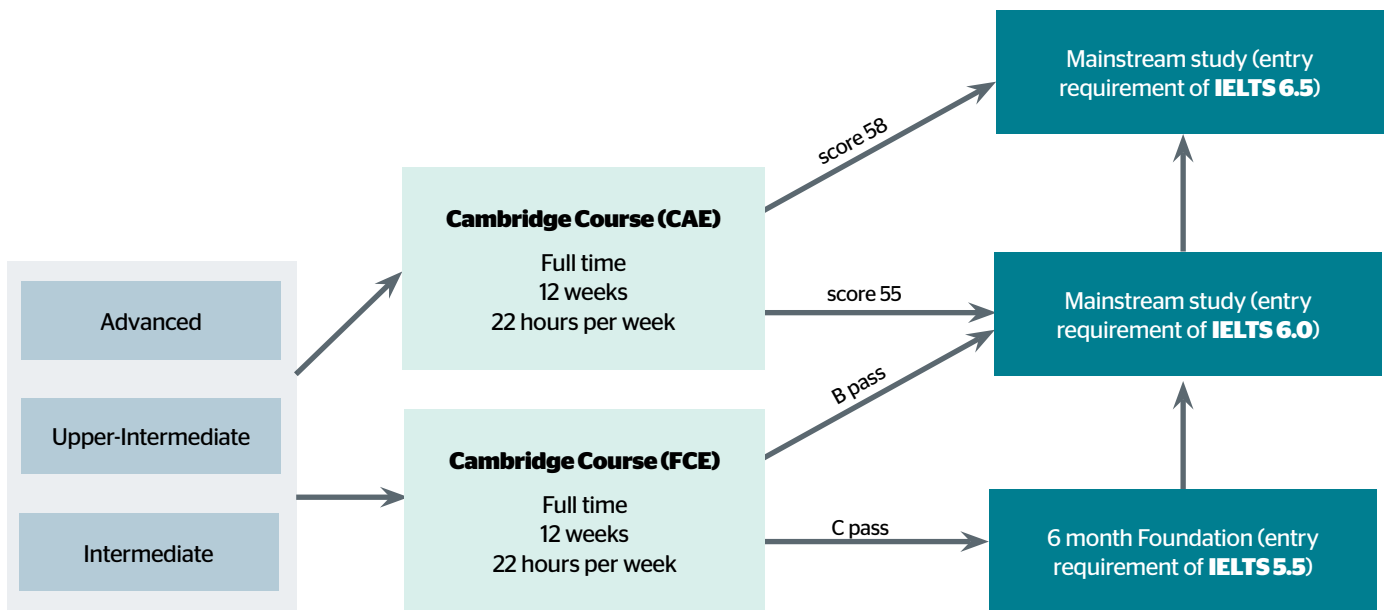 Mainstream study (entry
requirement of IELTS 6.5)
score 58
Cambridge Course (CAE)
Full time
12 weeks
22 hours per week
score 55
Mainstream study (entry
requirement of IELTS 6.0)
Advanced
Upper-Intermediate
Intermediate
B pass
Cambridge Course (FCE)
Full time
12 weeks
22 hours per week
C pass
6 month Foundation (entry
requirement of IELTS 5.5)